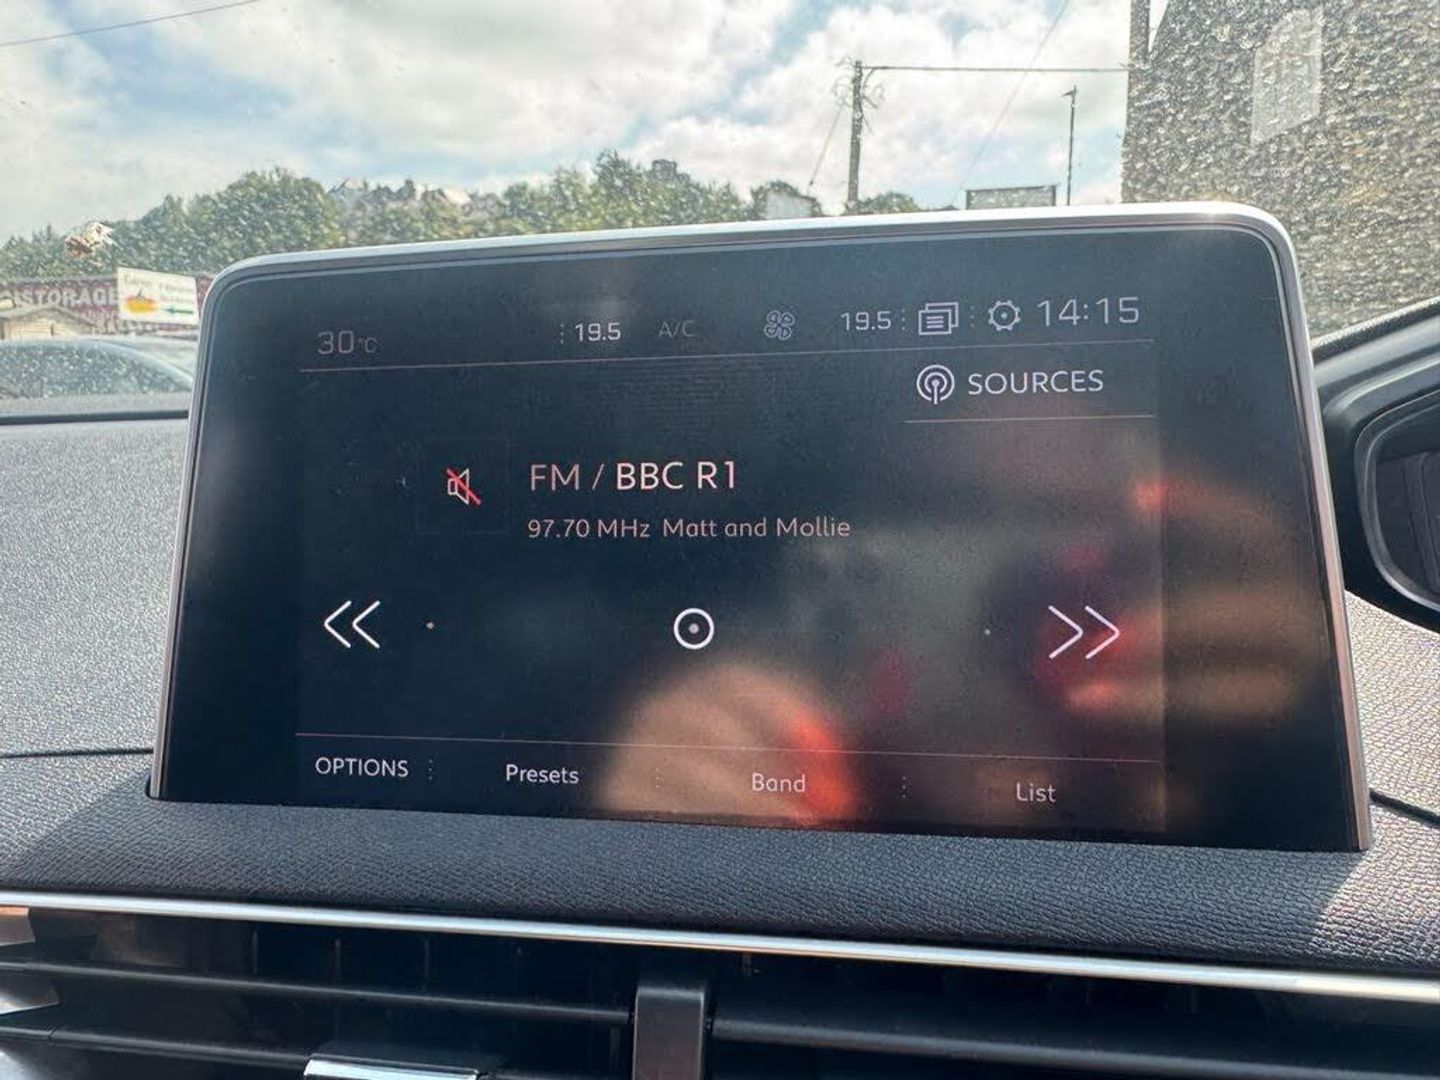 STORAGE
30°C
19.5
A/C
19.5
14:15
SOURCES
FM / BBC R1
97.70 MHz Matt and Mollie
OPTIONS
Presets
Band
List